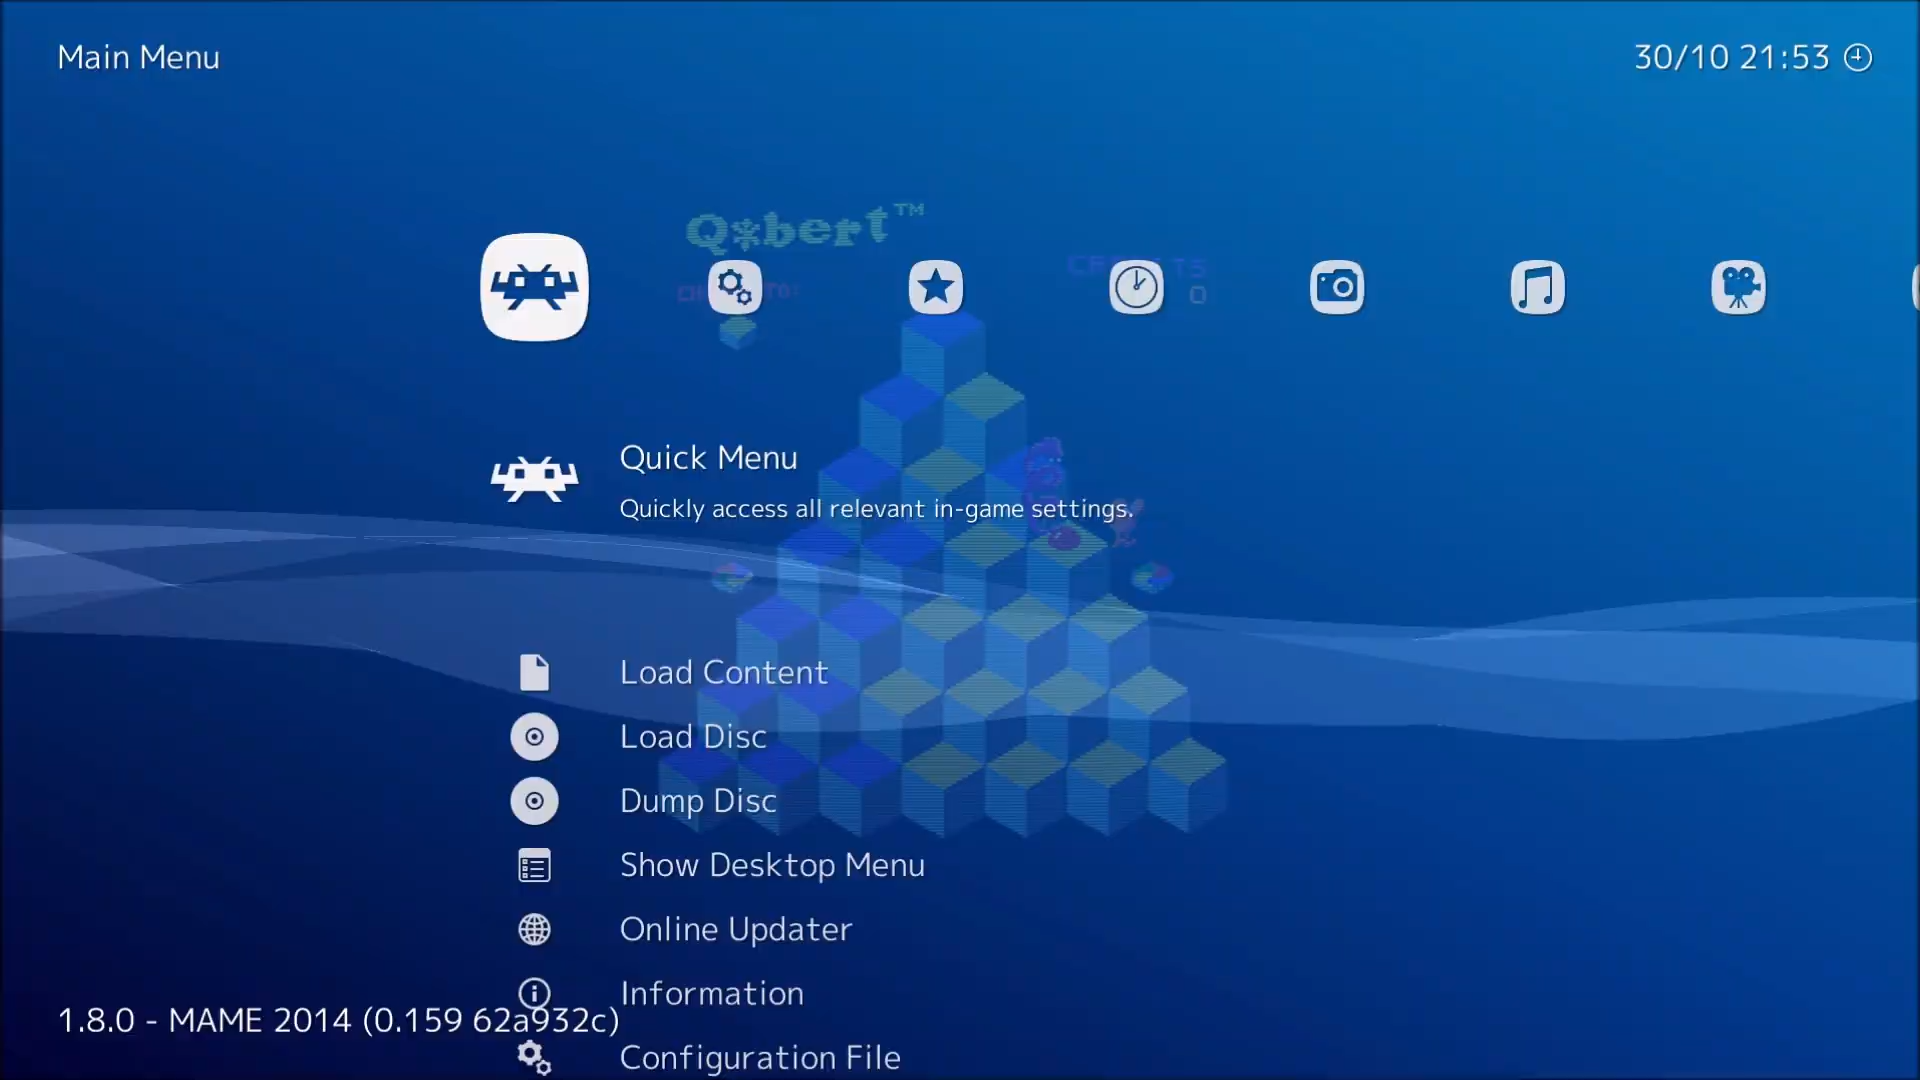 Main Menu
30/10 21:53
Q*bert™
0
Quick Menu
Quickly access all relevant in-game settings.
Load Content
Load Disc
Dump Disc
Show Desktop Menu
Online Updater
Information
1.8.0 - MAME 2014 (0.159 62a932c)
Configuration File